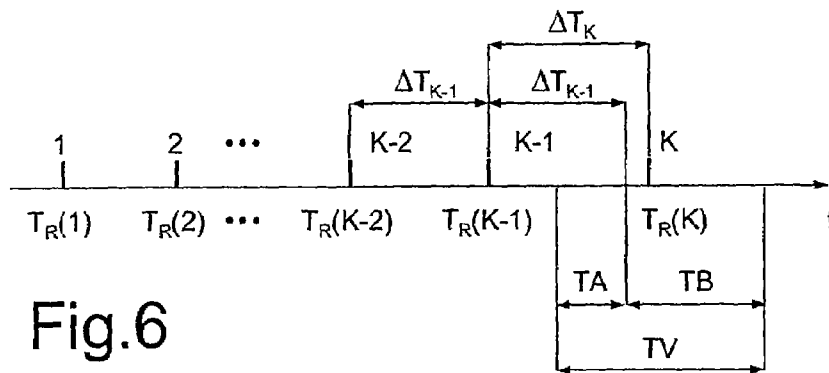 ΔT_K
ΔT_K-1 ΔT_K-1
1 2 ••• K-2 K-1 K
T_R(1) T_R(2) ••• T_R(K-2) T_R(K-1) T_R(K)
TA TB
TV
Fig.6